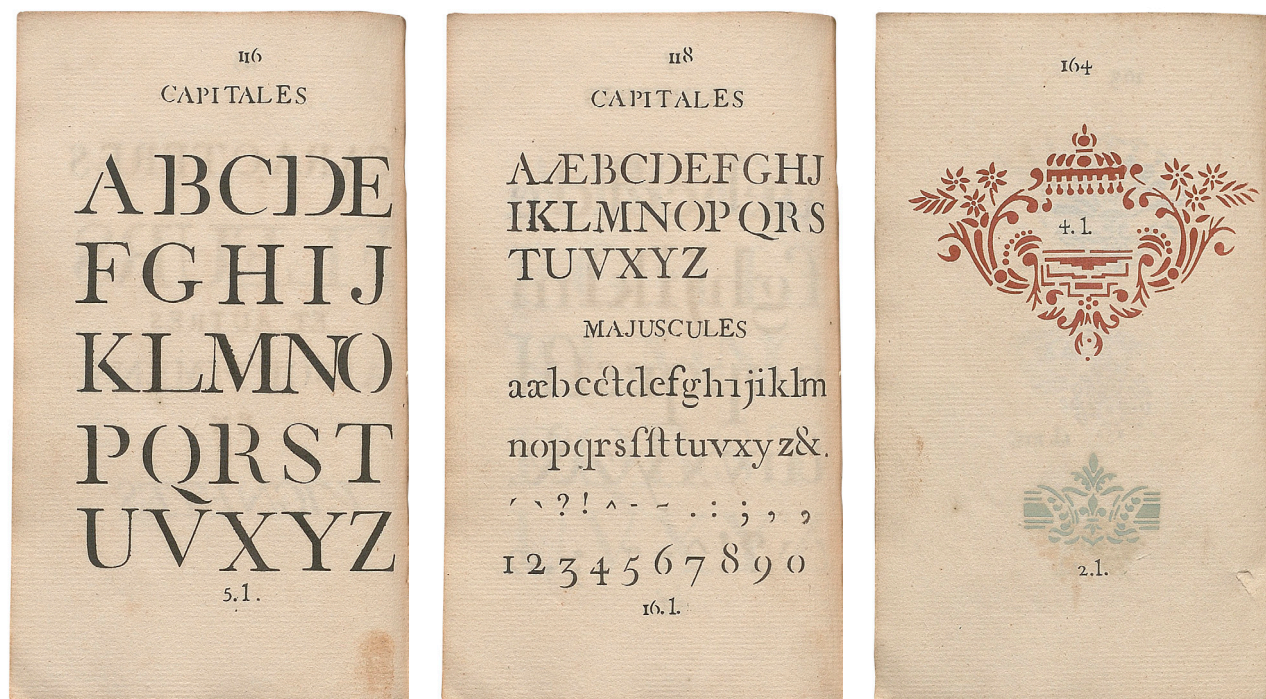 116
CAPITALES
ABCDE
FGHIJ
KLMNO
PQRST
UVXYZ
5.1.
118
CAPITALES
AÆBCDEFGHJ
IKLMNOPQRS
TUVXYZ
MAJUSCULES
aæbcctdefghıjiklm
nopqrsſſttuvxyz&.
´ ` ? ! ^ - ~ . : ; , ,
1234567890
16.1.
164
4.1.
2.1.